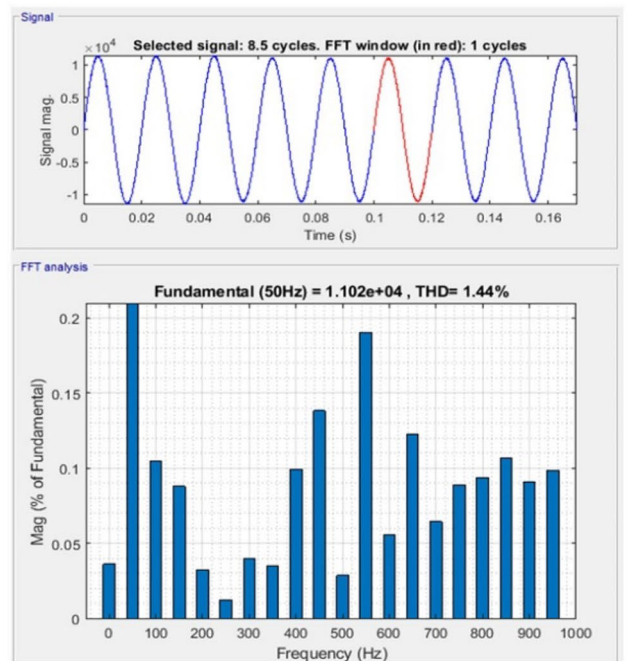 Signal
×10⁴
Selected signal: 8.5 cycles. FFT window (in red): 1 cycles
1
0.5
0
-0.5
-1
Signal mag.
0 0.02 0.04 0.06 0.08 0.1 0.12 0.14 0.16
Time (s)
FFT analysis
Fundamental (50Hz) = 1.102e+04 , THD= 1.44%
0.2
0.15
0.1
0.05
0
Mag (% of Fundamental)
0 100 200 300 400 500 600 700 800 900 1000
Frequency (Hz)